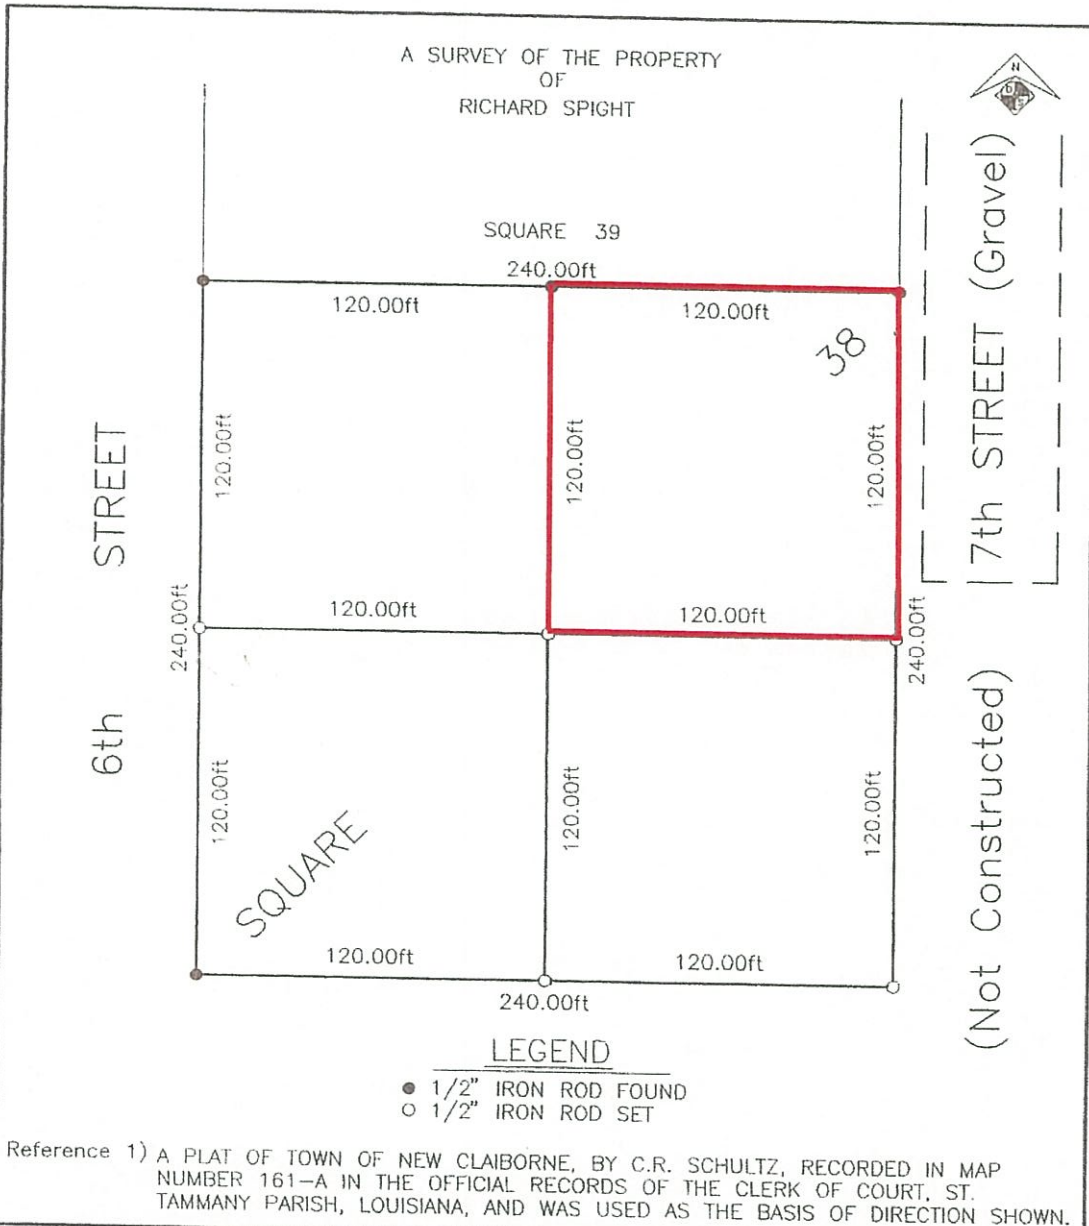 A SURVEY OF THE PROPERTY
OF
RICHARD SPIGHT
N
SQUARE 39
240.00ft
120.00ft
120.00ft
38
7th STREET (Gravel)
120.00ft
120.00ft
120.00ft
6th STREET
120.00ft
120.00ft
240.00ft
240.00ft
(Not Constructed)
120.00ft
120.00ft
120.00ft
SQUARE
120.00ft
120.00ft
240.00ft
LEGEND
1/2" IRON ROD FOUND
1/2" IRON ROD SET
Reference 1) A PLAT OF TOWN OF NEW CLAIBORNE, BY C.R. SCHULTZ, RECORDED IN MAP
NUMBER 161-A IN THE OFFICIAL RECORDS OF THE CLERK OF COURT, ST.
TAMMANY PARISH, LOUISIANA, AND WAS USED AS THE BASIS OF DIRECTION SHOWN.